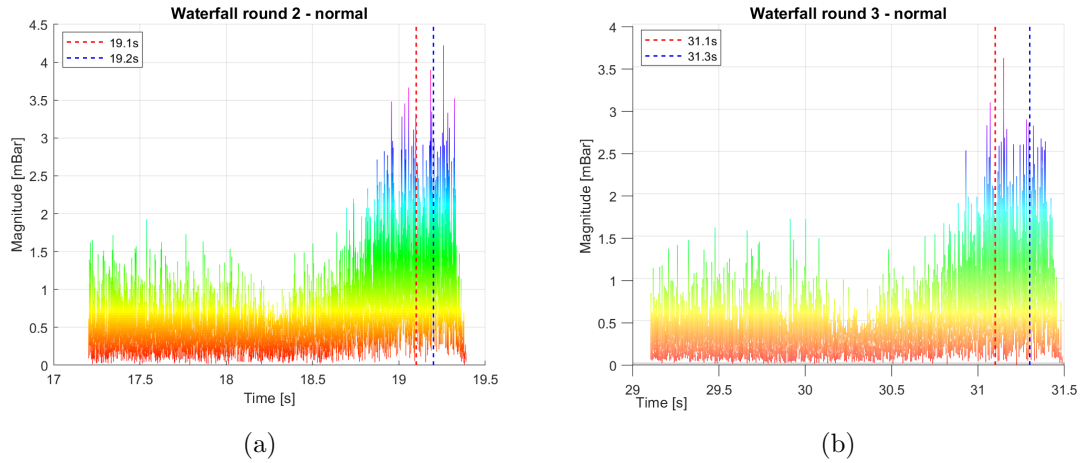 Waterfall round 2 - normal
4.5
4
3.5
3
2.5
2
1.5
1
0.5
0
Magnitude [mBar]
19.1s
19.2s
17
17.5
18
18.5
19
19.5
Time [s]
(a)
Waterfall round 3 - normal
4
3.5
3
2.5
2
1.5
1
0.5
0
Magnitude [mBar]
31.1s
31.3s
29
29.5
30
30.5
31
31.5
Time [s]
(b)